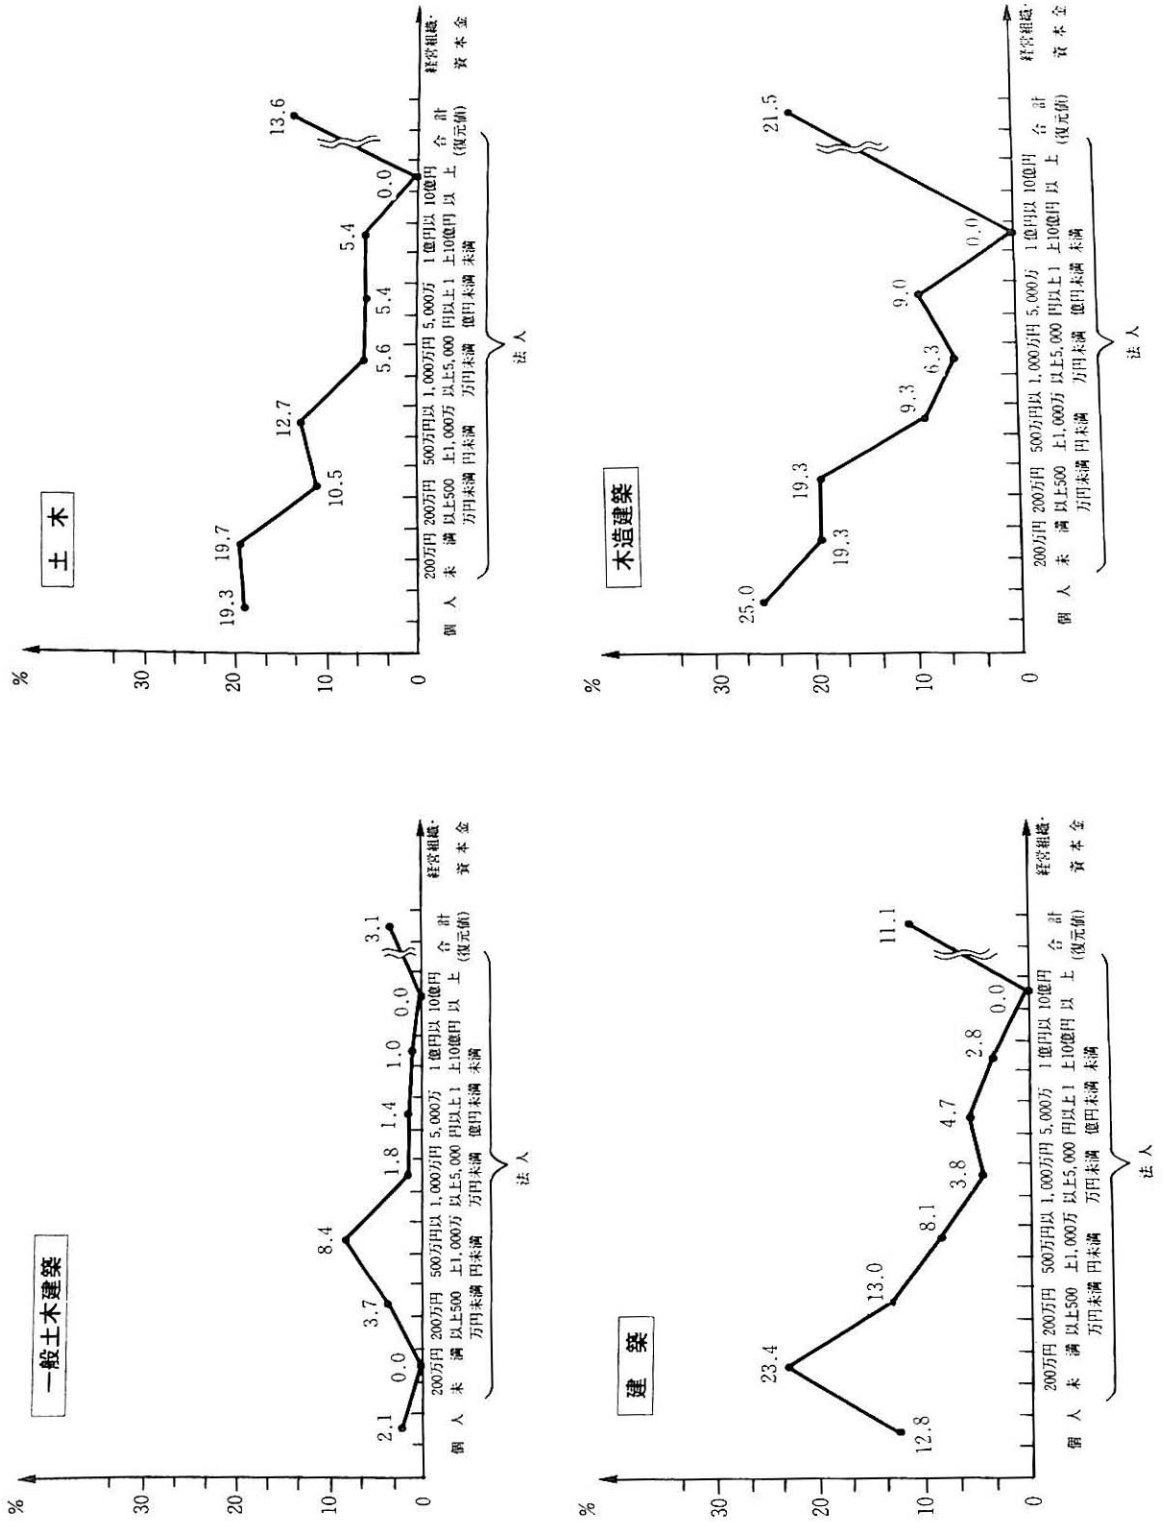 一般土木建築
%
30
20
10
0
2.1
0.0
3.7
8.4
1.8
1.4
1.0
0.0
3.1
個 人
200万円 200万円 500万円以 1,000万円 5,000万 1億円以 10億円
未 満 以上500 上1,000万 以上5,000 円以上1 上10億円 以 上
万円未満 円未満 万円未満 億円未満 未満
合 計
(復元値)
経営組織・
資 本 金
法 人
土 木
%
30
20
10
0
19.3
19.7
10.5
12.7
5.6
5.4
5.4
0.0
13.6
個 人
200万円 200万円 500万円以 1,000万円 5,000万 1億円以 10億円
未 満 以上500 上1,000万 以上5,000 円以上1 上10億円 以 上
万円未満 円未満 万円未満 億円未満 未満
合 計
(復元値)
経営組織・
資 本 金
法 人
建 築
%
30
20
10
0
12.8
23.4
13.0
8.1
3.8
4.7
2.8
0.0
11.1
個 人
200万円 200万円 500万円以 1,000万円 5,000万 1億円以 10億円
未 満 以上500 上1,000万 以上5,000 円以上1 上10億円 以 上
万円未満 円未満 万円未満 億円未満 未満
合 計
(復元値)
経営組織・
資 本 金
法 人
木造建築
%
30
20
10
0
25.0
19.3
19.3
9.3
6.3
9.0
0.0
21.5
個 人
200万円 200万円 500万円以 1,000万円 5,000万 1億円以 10億円
未 満 以上500 上1,000万 以上5,000 円以上1 上10億円 以 上
万円未満 円未満 万円未満 億円未満 未満
合 計
(復元値)
経営組織・
資 本 金
法 人